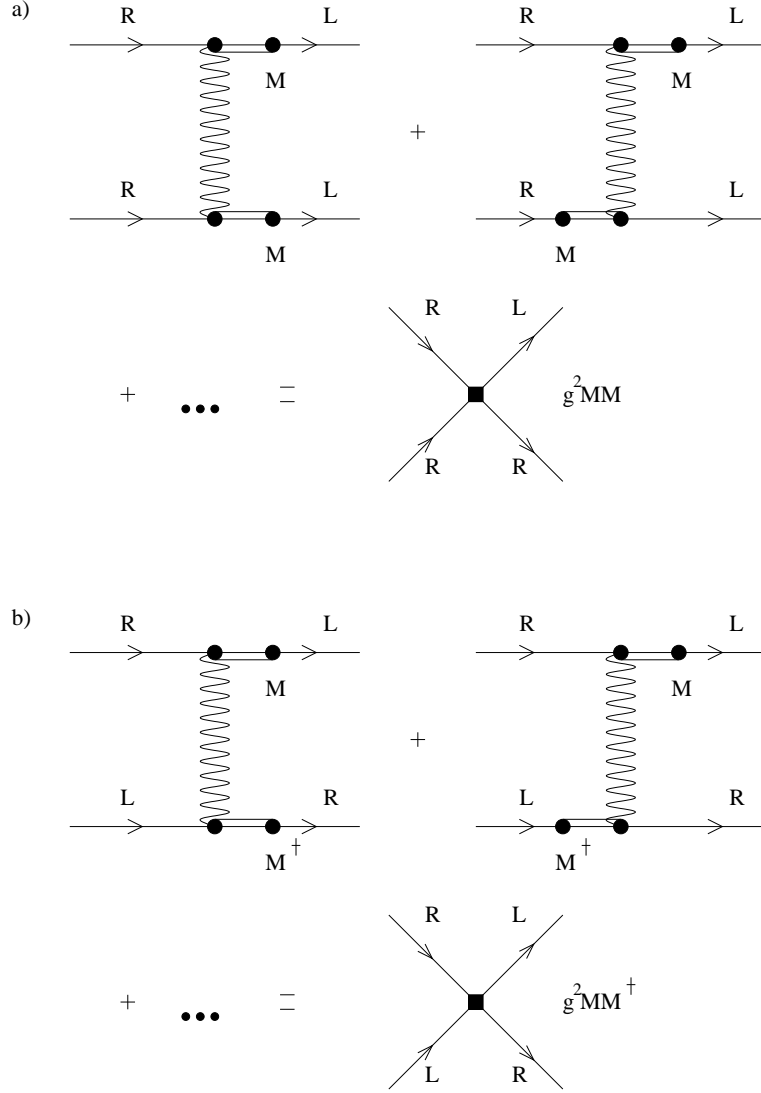 a)
R L R L
M M
+
R L R L
M M
R L
+ ... = g²MM
R R
b)
R L R L
M M
+
L R L R
M† M†
R L
+ ... = g²MM†
L R